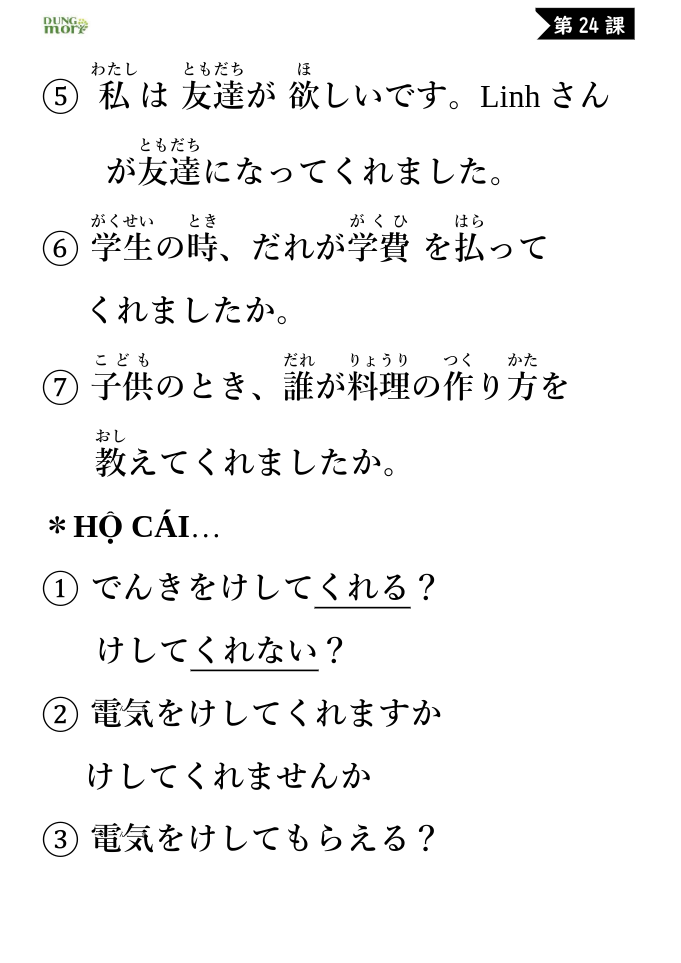 DUNG
mori
第 24 課
⑤ 私 は 友達が 欲しいです。Linh さん
わたし ともだち ほ
が友達になってくれました。
ともだち
⑥ 学生の時、だれが学費 を払って
がくせい とき がくひ はら
くれましたか。
⑦ 子供のとき、誰が料理の作り方を
こども だれ りょうり つく かた
教えてくれましたか。
おし
＊HỘ CÁI…
① でんきをけしてくれる？
けしてくれない？
② 電気をけしてくれますか
けしてくれませんか
③ 電気をけしてもらえる？